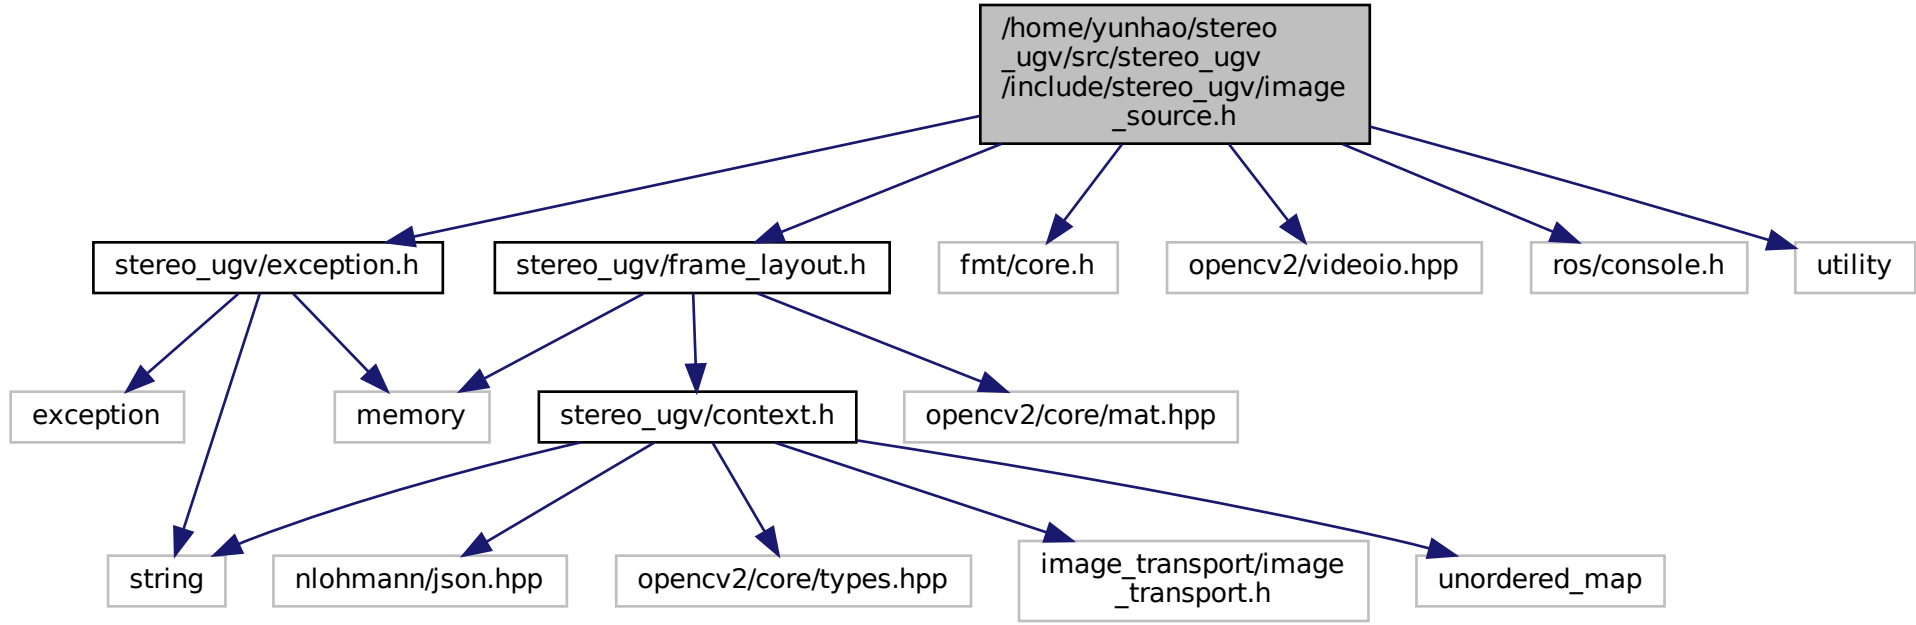 /home/yunhao/stereo
_ugv/src/stereo_ugv
/include/stereo_ugv/image
_source.h
stereo_ugv/exception.h
stereo_ugv/frame_layout.h
fmt/core.h
opencv2/videoio.hpp
ros/console.h
utility
exception
memory
stereo_ugv/context.h
opencv2/core/mat.hpp
string
nlohmann/json.hpp
opencv2/core/types.hpp
image_transport/image
_transport.h
unordered_map